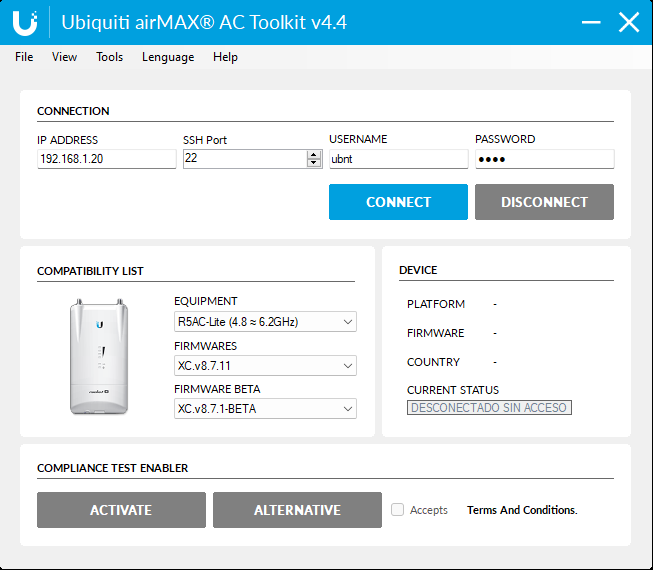 Ubiquiti airMAX® AC Toolkit v4.4
File View Tools Lenguage Help
CONNECTION
IP ADDRESS SSH Port USERNAME PASSWORD
192.168.1.20 22 ubnt ●●●●
CONNECT DISCONNECT
COMPATIBILITY LIST
EQUIPMENT
R5AC-Lite (4.8 ≈ 6.2GHz)
FIRMWARES
XC.v8.7.11
FIRMWARE BETA
XC.v8.7.1-BETA
DEVICE
PLATFORM -
FIRMWARE -
COUNTRY -
CURRENT STATUS
DESCONECTADO SIN ACCESO
COMPLIANCE TEST ENABLER
ACTIVATE ALTERNATIVE Accepts Terms And Conditions.